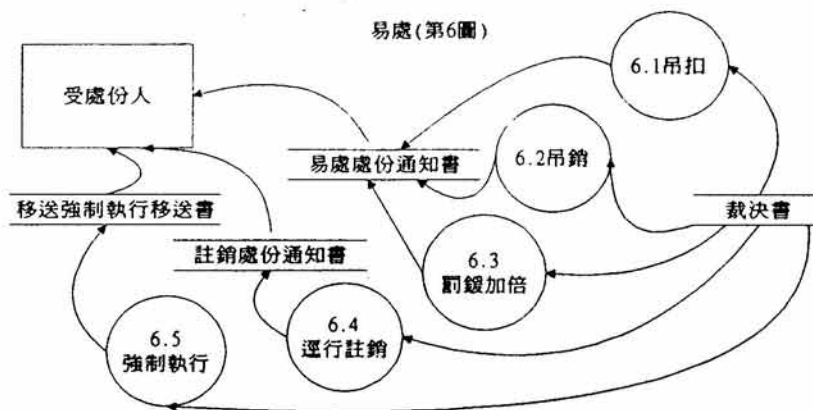 易處(第6圖)
6.1吊扣
受處份人
6.2吊銷
易處處份通知書
移送強制執行移送書
裁決書
註銷處份通知書
6.3
罰鍰加倍
6.4
逕行註銷
6.5
強制執行